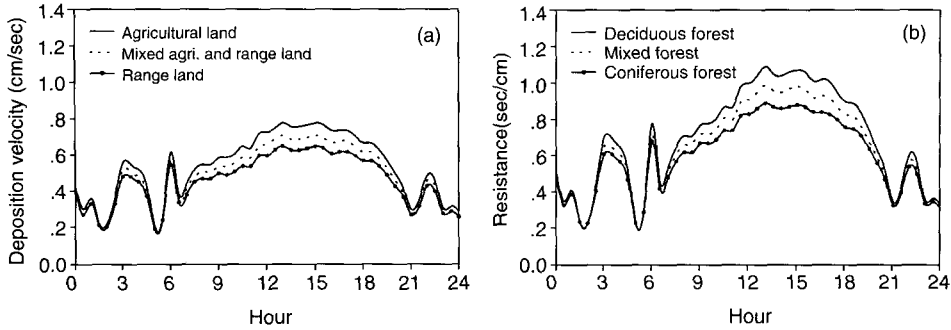 (a)
Agricultural land
Mixed agri. and range land
Range land
Deposition velocity (cm/sec)
1.4
1.2
1.0
.8
.6
.4
.2
0.0
0 3 6 9 12 15 18 21 24
Hour
(b)
Deciduous forest
Mixed forest
Coniferous forest
Resistance(sec/cm)
1.4
1.2
1.0
.8
.6
.4
.2
0.0
0 3 6 9 12 15 18 21 24
Hour